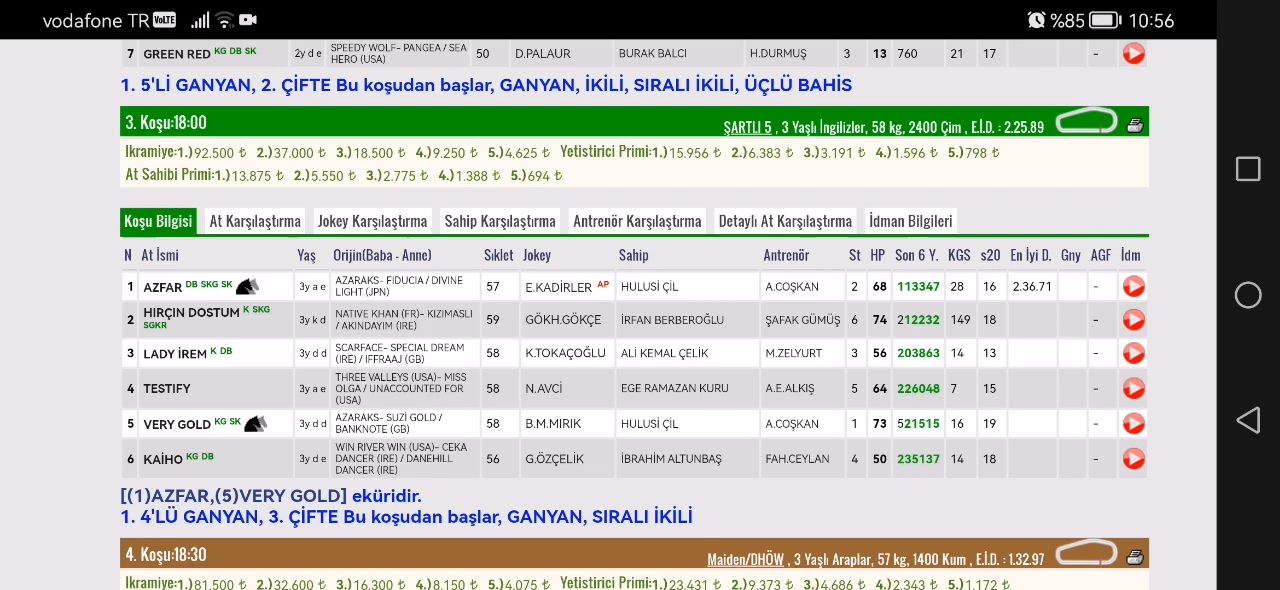 vodafone TR VoLTE %85 10:56
7 GREEN RED KG DB SK 2y d e SPEEDY WOLF- PANGEA / SEA HERO (USA) 50 D.PALAUR BURAK BALCI H.DURMUŞ 3 13 760 21 17 -
1. 5'Lİ GANYAN, 2. ÇİFTE Bu koşudan başlar, GANYAN, İKİLİ, SIRALI İKİLİ, ÜÇLÜ BAHİS
3. Koşu:18:00 ŞARTLI 5 , 3 Yaşlı İngilizler, 58 kg, 2400 Çim , E.İ.D. : 2.25.89
Ikramiye:1.)92.500 ₺ 2.)37.000 ₺ 3.)18.500 ₺ 4.)9.250 ₺ 5.)4.625 ₺ Yetistirici Primi:1.)15.956 ₺ 2.)6.383 ₺ 3.)3.191 ₺ 4.)1.596 ₺ 5.)798 ₺
At Sahibi Primi:1.)13.875 ₺ 2.)5.550 ₺ 3.)2.775 ₺ 4.)1.388 ₺ 5.)694 ₺
Koşu Bilgisi At Karşılaştırma Jokey Karşılaştırma Sahip Karşılaştırma Antrenör Karşılaştırma Detaylı At Karşılaştırma İdman Bilgileri
N At İsmi Yaş Orijin(Baba - Anne) Sıklet Jokey Sahip Antrenör St HP Son 6 Y. KGS s20 En İyi D. Gny AGF İdm
1 AZFAR DB SKG SK 3y a e AZARAKS- FIDUCIA / DIVINE LIGHT (JPN) 57 E.KADİRLER AP HULUSİ ÇİL A.COŞKAN 2 68 113347 28 16 2.36.71 -
2 HIRÇIN DOSTUM K SKG SGKR 3y k d NATIVE KHAN (FR)- KIZIMASLI / AKINDAYIM (IRE) 59 GÖKH.GÖKÇE İRFAN BERBEROĞLU ŞAFAK GÜMÜŞ 6 74 212232 149 18 -
3 LADY İREM K DB 3y d d SCARFACE- SPECIAL DREAM (IRE) / IFFRAAJ (GB) 58 K.TOKAÇOĞLU ALİ KEMAL ÇELİK M.ZELYURT 3 56 203863 14 13 -
4 TESTIFY 3y a e THREE VALLEYS (USA)- MISS OLGA / UNACCOUNTED FOR (USA) 58 N.AVCİ EGE RAMAZAN KURU A.E.ALKIŞ 5 64 226048 7 15 -
5 VERY GOLD KG SK 3y d d AZARAKS- SUZİ GOLD / BANKNOTE (GB) 58 B.M.MIRIK HULUSİ ÇİL A.COŞKAN 1 73 521515 16 19 -
6 KAİHO KG DB 3y d e WIN RIVER WIN (USA)- CEKA DANCER (IRE) / DANEHILL DANCER (IRE) 56 G.ÖZÇELİK İBRAHİM ALTUNBAŞ FAH.CEYLAN 4 50 235137 14 18 -
[(1)AZFAR,(5)VERY GOLD] eküridir.
1. 4'LÜ GANYAN, 3. ÇİFTE Bu koşudan başlar, GANYAN, SIRALI İKİLİ
4. Koşu:18:30 Maiden/DHÖW , 3 Yaşlı Araplar, 57 kg, 1400 Kum , E.İ.D. : 1.32.97
Ikramiye:1.)81.500 ₺ 2.)32.600 ₺ 3.)16.300 ₺ 4.)8.150 ₺ 5.)4.075 ₺ Yetistirici Primi:1.)23.431 ₺ 2.)9.373 ₺ 3.)4.686 ₺ 4.)2.343 ₺ 5.)1.172 ₺